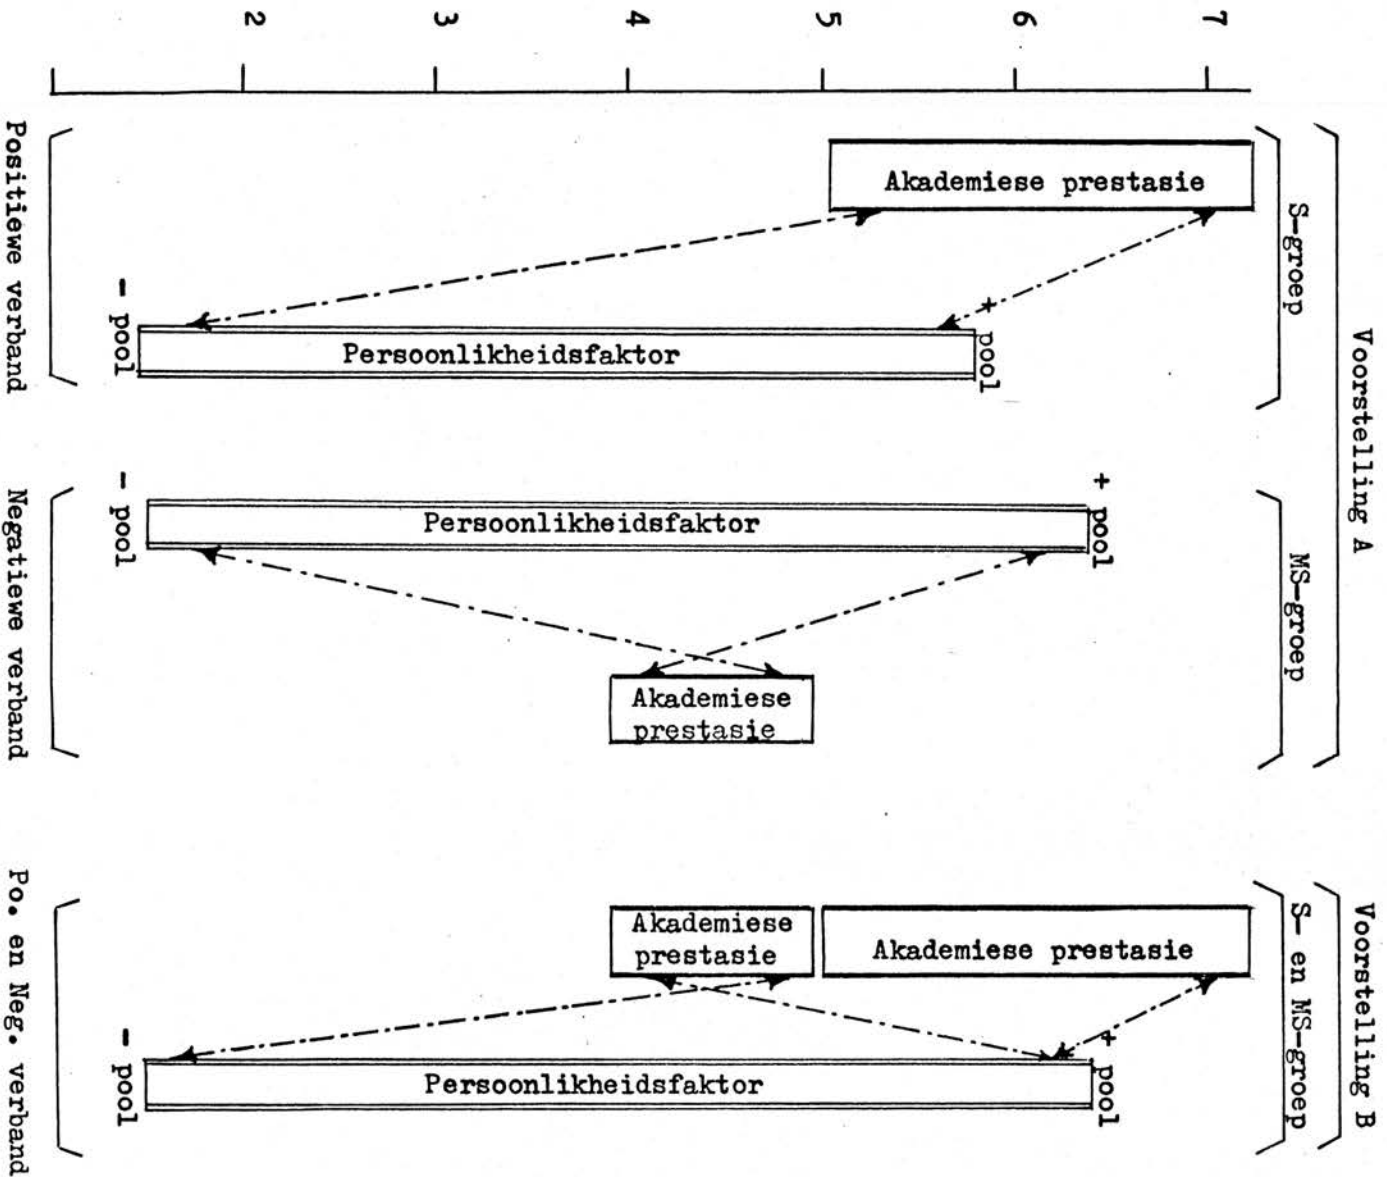 2 3 4 5 6 7
Voorstelling A
S-groep
Akademiese prestasie
Positiewe verband
- pool
+ pool
Persoonlikheidsfaktor
MS-groep
Negatiewe verband
- pool
+ pool
Persoonlikheidsfaktor
Akademiese
prestasie
Voorstelling B
S- en MS-groep
Po. en Neg. verband
Akademiese
prestasie
Akademiese prestasie
- pool
+ pool
Persoonlikheidsfaktor